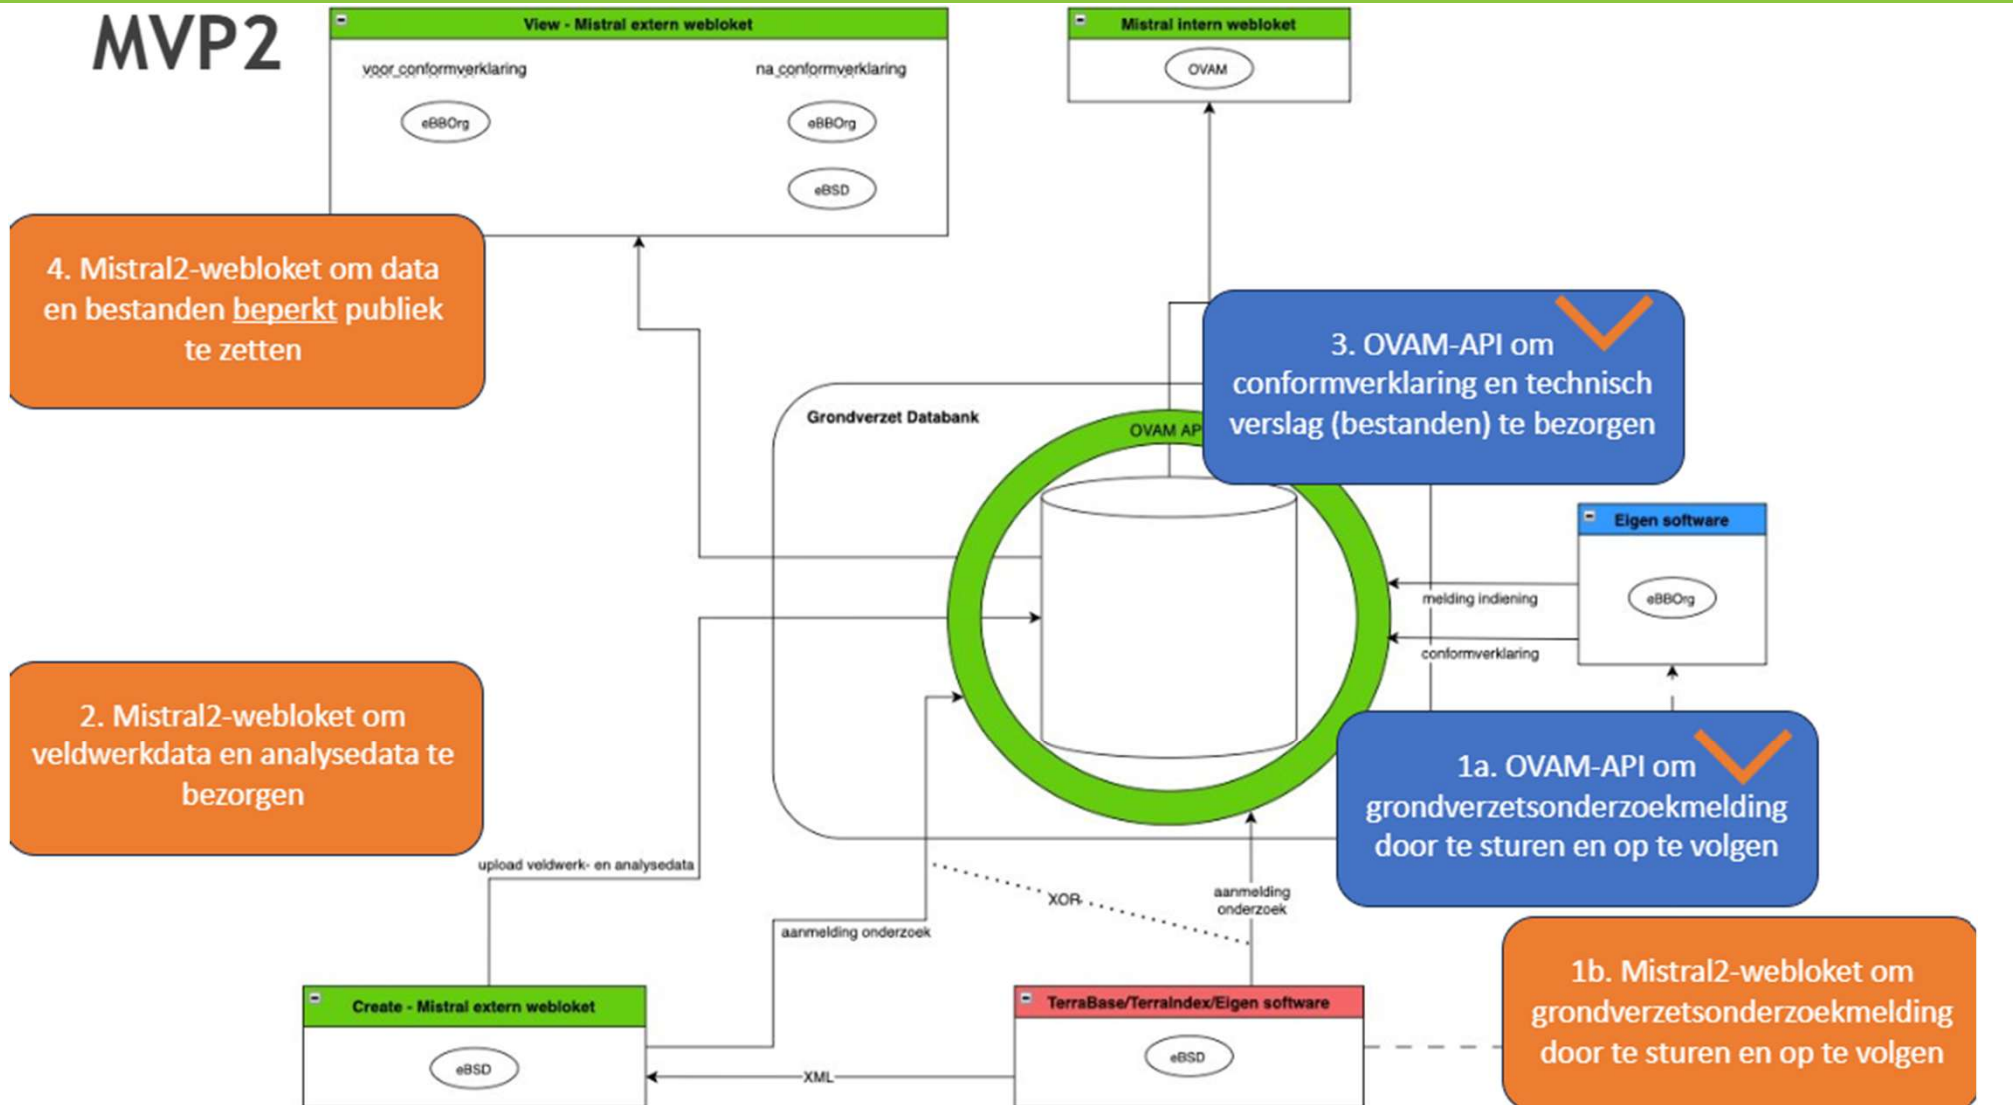 MVP2
View - Mistral extern webloket
voor_conformverklaring
na_conformverklaring
eBBOrg
eBBOrg
eBSD
Mistral intern webloket
OVAM
4. Mistral2-webloket om data
en bestanden beperkt publiek
te zetten
3. OVAM-API om
conformverklaring en technisch
verslag (bestanden) te bezorgen
Grondverzet Databank
OVAM AP
Eigen software
eBBOrg
melding indiening
conformverklaring
2. Mistral2-webloket om
veldwerkdata en analysedata te
bezorgen
1a. OVAM-API om
grondverzetsonderzoekmelding
door te sturen en op te volgen
upload veldwerk- en analysedata
aanmelding onderzoek
XOR
aanmelding
onderzoek
1b. Mistral2-webloket om
grondverzetsonderzoekmelding
door te sturen en op te volgen
Create - Mistral extern webloket
eBSD
XML
TerraBase/TerraIndex/Eigen software
eBSD